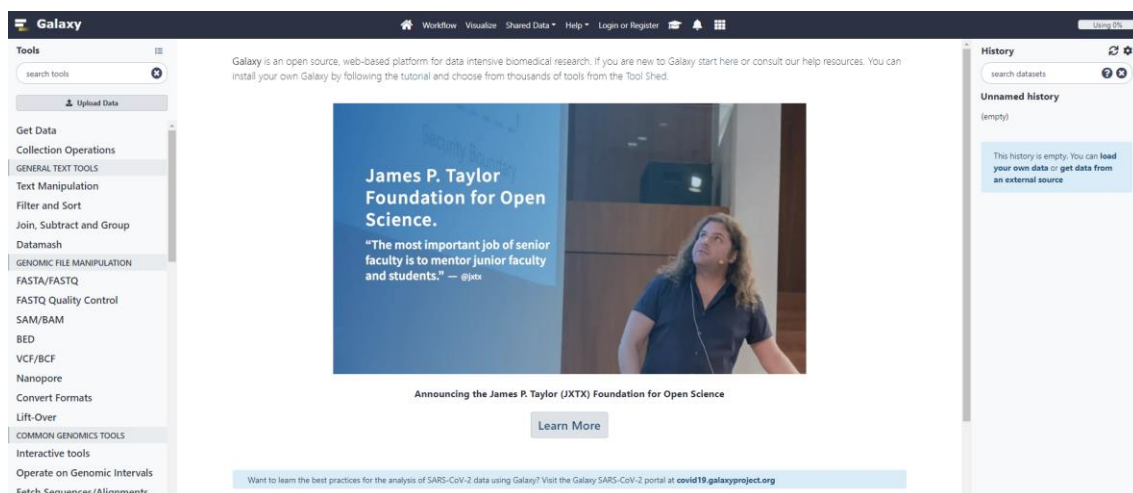 Galaxy
Workflow Visualize Shared Data Help Login or Register
Using 0%
Tools
search tools
Upload Data
Get Data
Collection Operations
GENERAL TEXT TOOLS
Text Manipulation
Filter and Sort
Join, Subtract and Group
Datamash
GENOMIC FILE MANIPULATION
FASTA/FASTQ
FASTQ Quality Control
SAM/BAM
BED
VCF/BCF
Nanopore
Convert Formats
Lift-Over
COMMON GENOMICS TOOLS
Interactive tools
Operate on Genomic Intervals
Fetch Sequences/Alignments
Galaxy is an open source, web-based platform for data intensive biomedical research. If you are new to Galaxy start here or consult our help resources. You can
install your own Galaxy by following the tutorial and choose from thousands of tools from the Tool Shed.
Security Boundary
James P. Taylor
Foundation for Open
Science.
“The most important job of senior
faculty is to mentor junior faculty
and students.” — @jxtx
Announcing the James P. Taylor (JXTX) Foundation for Open Science
Learn More
Want to learn the best practices for the analysis of SARS-CoV-2 data using Galaxy? Visit the Galaxy SARS-CoV-2 portal at covid19.galaxyproject.org
History
search datasets
Unnamed history
(empty)
This history is empty. You can load
your own data or get data from
an external source